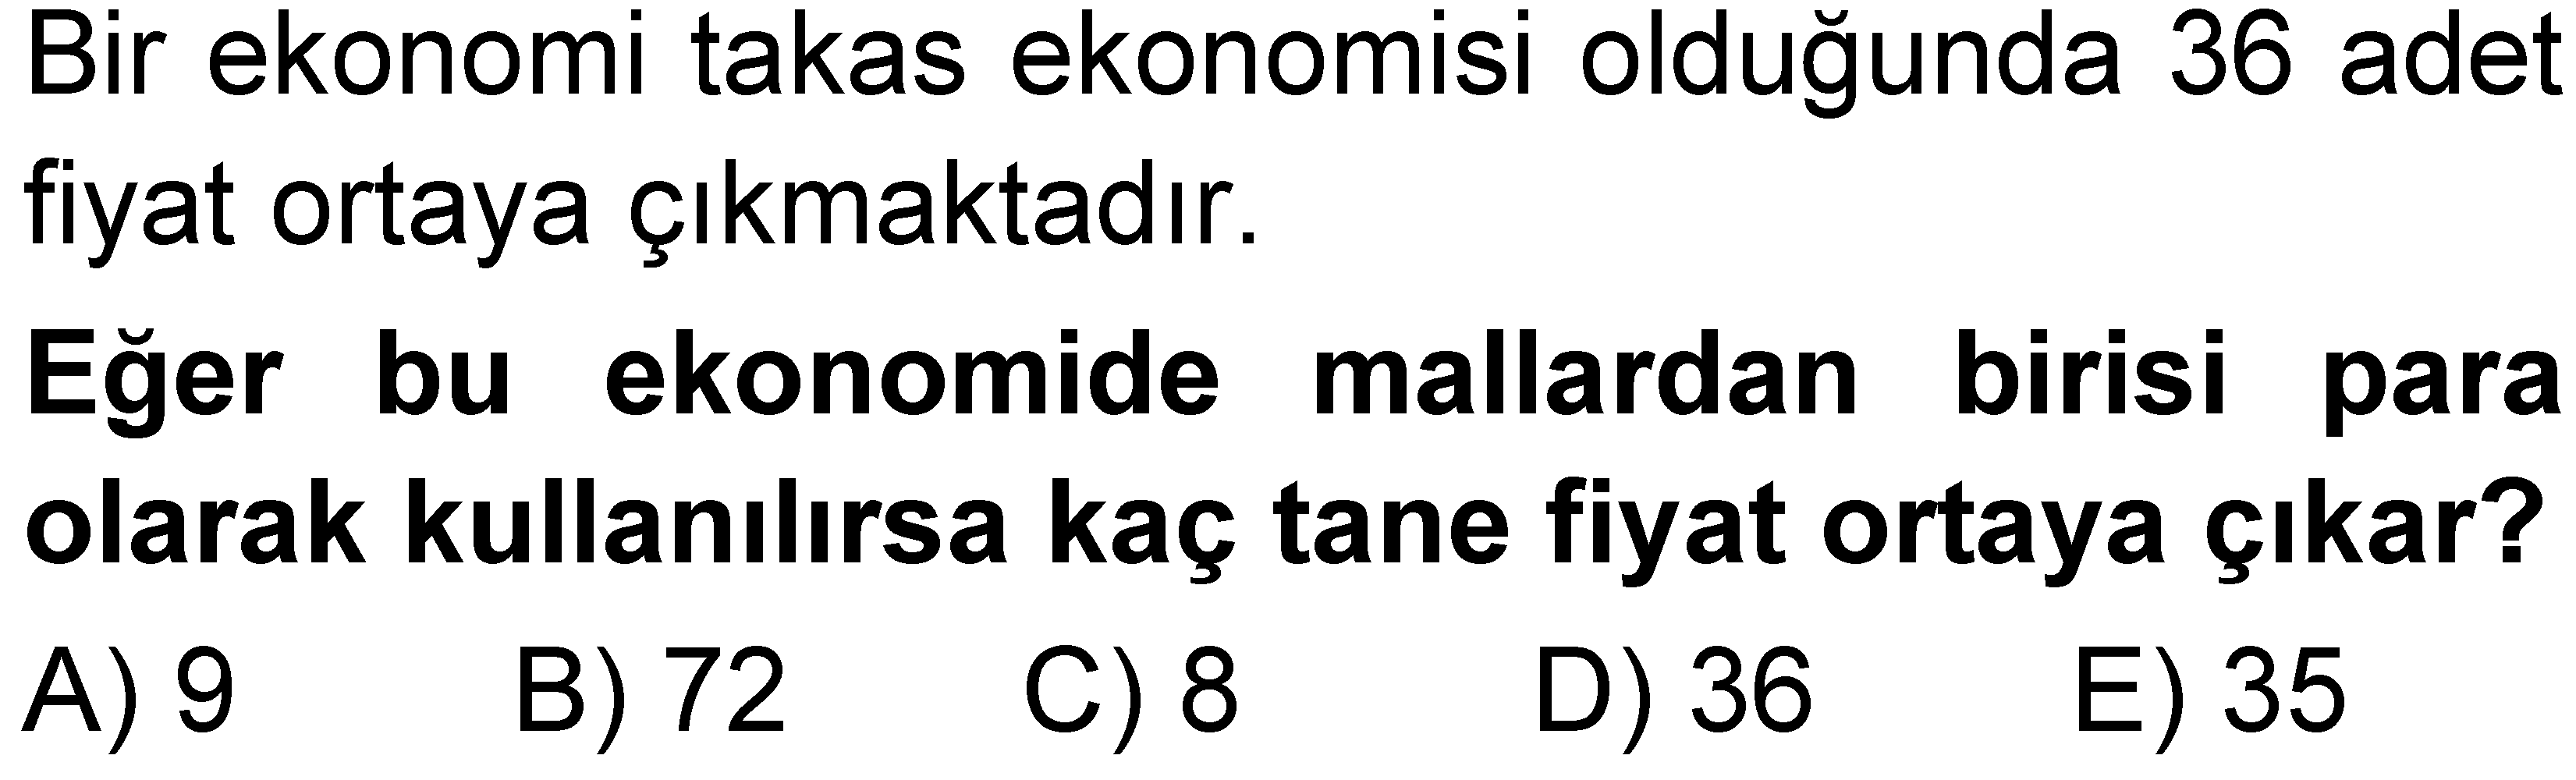 Bir ekonomi takas ekonomisi olduğunda 36 adet
fiyat ortaya çıkmaktadır.
Eğer bu ekonomide mallardan birisi para
olarak kullanılırsa kaç tane fiyat ortaya çıkar?
A) 9 B) 72 C) 8 D) 36 E) 35